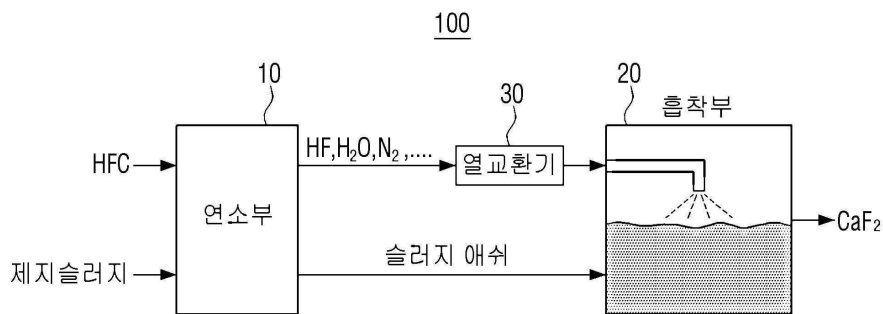 100
10
30
20
흡착부
HFC
HF,H₂O,N₂,....
열교환기
연소부
CaF₂
제지슬러지
슬러지 애쉬